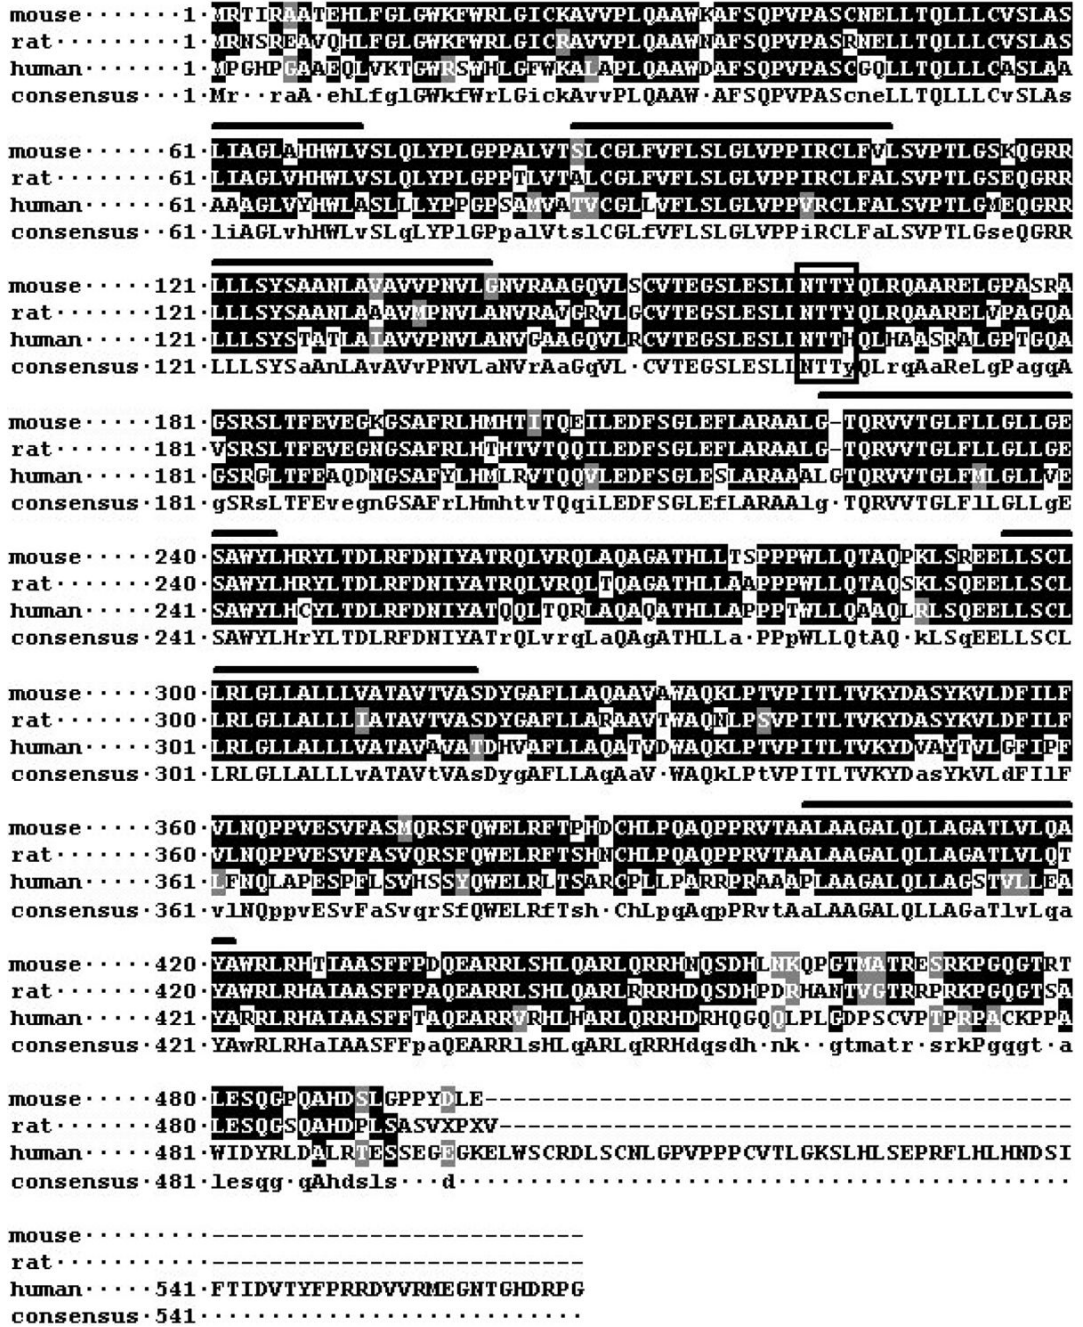 mouse······1·MRTIRAATEHLFGLGWKFWRLGICKAVVPLQAAWKAFSQPVPASCNELLTQLLLCVSLAS
rat········1·MRNSREAVQHLFGLGWKFWRLGICRAVVPLQAAWNAFSQPVPASRNELLTQLLLCVSLAS
human······1·MPGHPGAAEQLVKTGWRSWHLGFWKALAPLQAAWDAFSQPVPASCGQLLTQLLLCASLAA
consensus··1·Mr··raA·ehLfglGWkfWrLGickAvvPLQAAW·AFSQPVPAScneLLTQLLLCvSLAs
mouse·····61·LIAGLAHHWLVSLQLYPLGPPALVTSLCGLFVFLSLGLVPPIRCLFVLSVPTLGSKQGRR
rat·······61·LIAGLVHHWLVSLQLYPLGPPTLVTALCGLFVFLSLGLVPPIRCLFALSVPTLGSEQGRR
human·····61·AAAGLVYHWLASLLLYPPGPSAMVATVCGLLVFLSLGLVPPVRCLFALSVPTLGMEQGRR
consensus··61·liAGLvhHWLvSLqLYPlGPpalVtslCGLfVFLSLGLVPPiRCLFaLSVPTLGseQGRR
mouse·····121·LLLSYSAANLAVAVVPNVLGNVRAAGQVLSCVTEGSLESLLNTTYQLRQAARELGPASRA
rat·······121·LLLSYSAANLAAAVMPNVLANVRAVGRVLGCVTEGSLESLLNTTYQLRQAARELVPAGQA
human·····121·LLLSYSTATLAIAVVPNVLANVGAAGQVLRCVTEGSLESLLNTTHQLHAASRALGPTGQA
consensus·121·LLLSYSaAnLAvAVvPNVLaNVrAaGqVL·CVTEGSLESLLNTTyQLrqAaReLgPagqA
mouse·····181·GSRSLTFEVEGKGSAFRLHMHTITQEILEDFSGLEFLARAALG-TQRVVTGLFLLGLLGE
rat·······181·VSRSLTFEVEGNGSAFRLHTHTVTQQILEDFSGLEFLARAALG-TQRVVTGLFLLGLLGE
human·····181·GSRGLTFEAQDNGSAFYLHMLRVTQQVLEDFSGLESLARAAALGTQRVVTGLFMLGLLVE
consensus·181·gSRsLTFEvegnGSAFrLHmhtvTQqiLEDFSGLEfLARAAlg·TQRVVTGLFlLGLLgE
mouse·····240·SAWYLHRYLTDLRFDNIYATRQLVRQLAQAGATHLLTSPPPWLLQTAQPKLSREELLSCL
rat·······240·SAWYLHRYLTDLRFDNIYATRQLVRQLTQAGATHLLAAPPPWLLQTAQSKLSQEELLSCL
human·····241·SAWYLHCYLTDLRFDNIYATQQLTQRLAQAQATHLLAPPPTWLLQAAQLRLSQEELLSCL
consensus·241·SAWYLHrYLTDLRFDNIYATrQLvrqLaQAgATHLLa·PPpWLLQtAQ·kLSqEELLSCL
mouse·····300·LRLGLLALLLVATAVTVASDYGAFLLAQAAVAWAQKLPTVPITLTVKYDASYKVLDFILF
rat·······300·LRLGLLALLLIATAVTVASDYGAFLLARAAVTWAQNLPSVPITLTVKYDASYKVLDFILF
human·····301·LRLGLLALLLVATAVAVATDHVAFLLAQATVDWAQKLPTVPITLTVKYDVAYTVLGFIPF
consensus·301·LRLGLLALLLvATAVtVAsDygAFLLAqAaV·WAQkLPtVPITLTVKYDasYkVLdFIlF
mouse·····360·VLNQPPVESVFASMQRSFQWELRFTPHDCHLPQAQPPRVTAALAAGALQLLAGATLVLQA
rat·······360·VLNQPPVESVFASVQRSFQWELRFTSHNCHLPQAQPPRVTAALAAGALQLLAGATLVLQT
human·····361·LFNQLAPESPFLSVHSSYQWELRLTSARCPLLPARRPRAAAPLAAGALQLLAGSTVLLEA
consensus·361·vlNQppvESvFaSvqrSfQWELRfTsh·ChLpqAqpPRvtAaLAAGALQLLAGaTlvLqa
mouse·····420·YAWRLRHTIAASFFPDQEARRLSHLQARLQRRHNQSDHLNKQPGTMATRESRKPGQGTRT
rat·······420·YAWRLRHAIAASFFPAQEARRLSHLQARLRRRHDQSDHPDRHANTVGTRRPRKPGQGTSA
human·····421·YARRLRHAIAASFFTAQEARRVRHLHARLQRRHDRHQGQQLPLGDPSCVPTPRPACKPPA
consensus·421·YAwRLRHaIAASFFpaQEARRlsHLqARLqRRHdqsdh·nk··gtmatr·srkPgqgt·a
mouse·····480·LESQGPQAHDSLGPPYDLE-----------------------------------------
rat·······480·LESQGSQAHDPLSASVXPXV----------------------------------------
human·····481·WIDYRLDALRTESSEGEGKELWSCRDLSCNLGPVPPPCVTLGKSLHLSEPRFLHLHNDSI
consensus·481·lesqg·qAhdsls···d···········································
mouse·········----------------------------
rat···········----------------------------
human·····541·FTIDVTYFPRRDVVRMEGNTGHDRPG
consensus·541····························